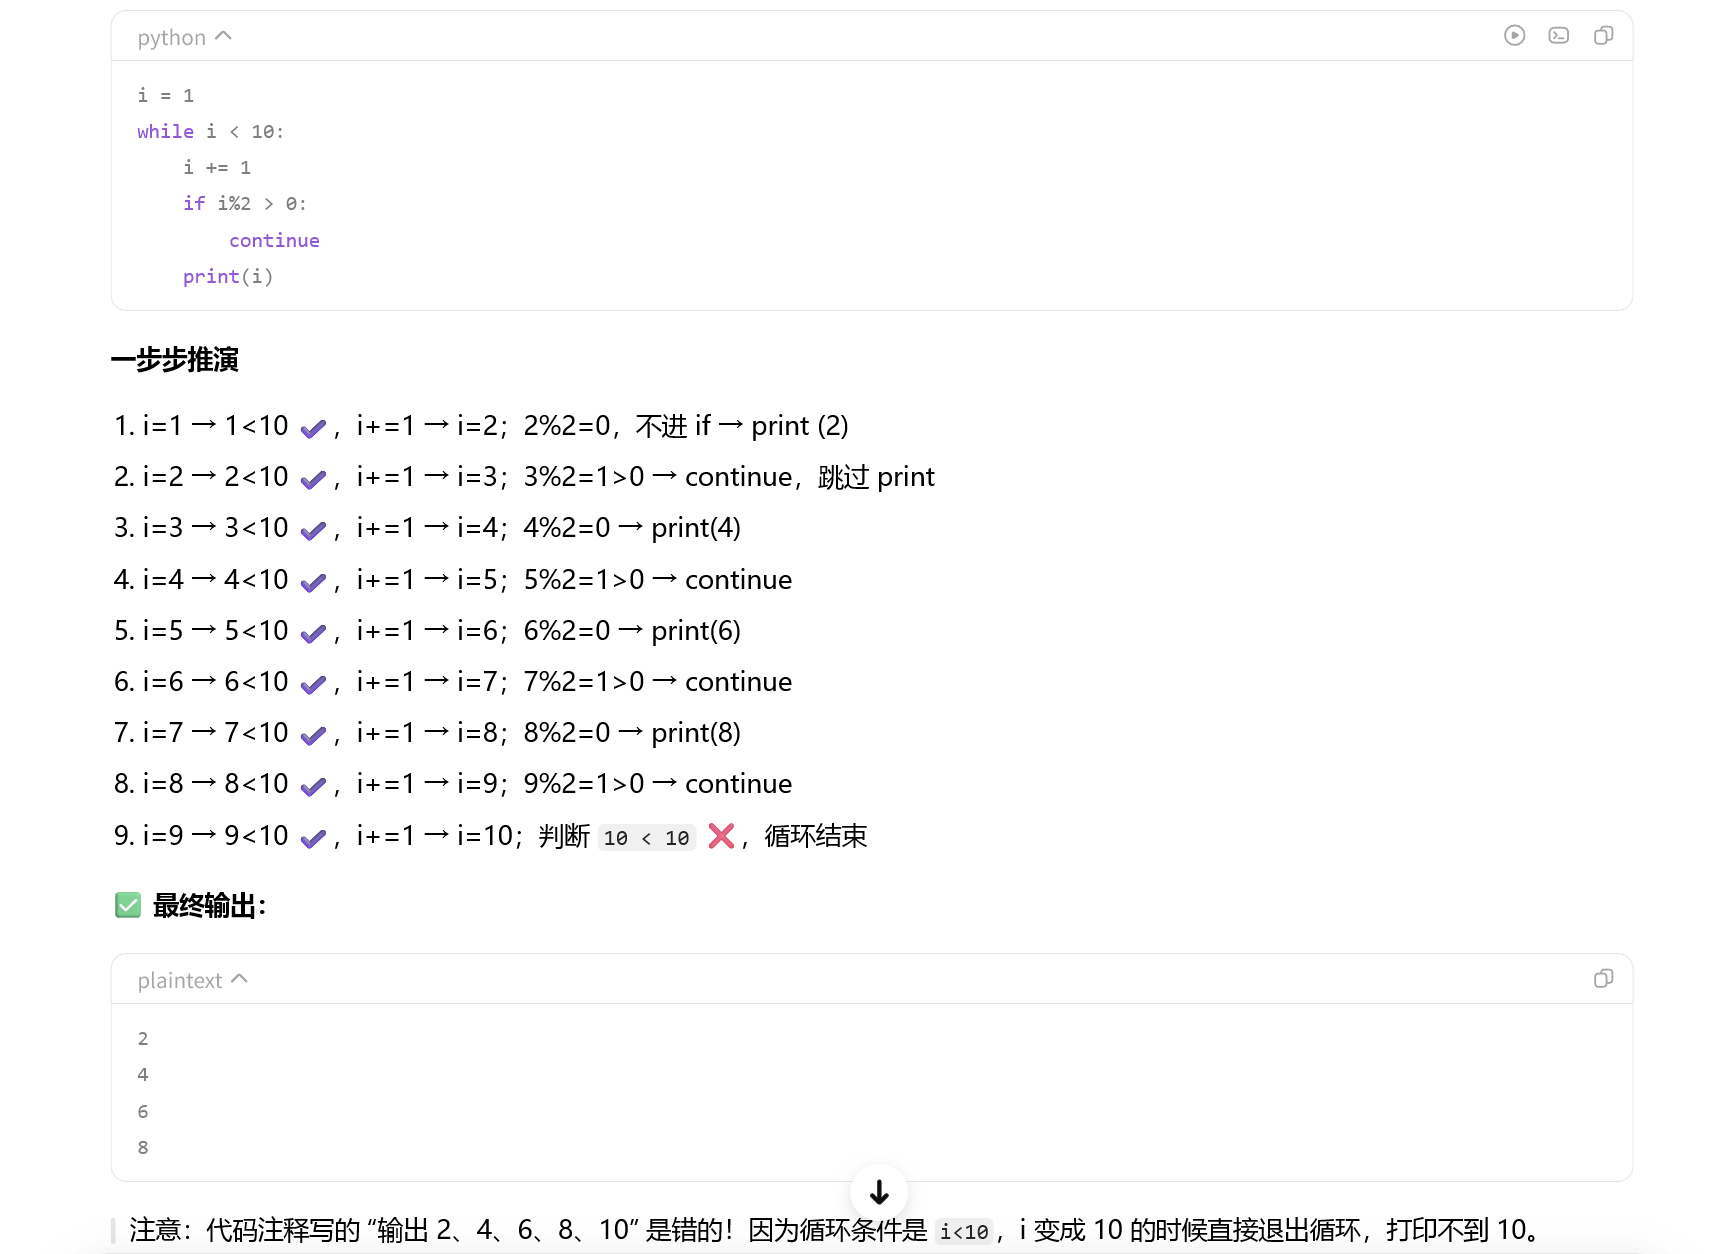 python
i = 1
while i < 10:
    i += 1
    if i%2 > 0:
        continue
    print(i)
一步步推演
1. i=1 → 1<10 ✔, i+=1 → i=2; 2%2=0，不进 if → print (2)
2. i=2 → 2<10 ✔, i+=1 → i=3; 3%2=1>0 → continue，跳过 print
3. i=3 → 3<10 ✔, i+=1 → i=4; 4%2=0 → print(4)
4. i=4 → 4<10 ✔, i+=1 → i=5; 5%2=1>0 → continue
5. i=5 → 5<10 ✔, i+=1 → i=6; 6%2=0 → print(6)
6. i=6 → 6<10 ✔, i+=1 → i=7; 7%2=1>0 → continue
7. i=7 → 7<10 ✔, i+=1 → i=8; 8%2=0 → print(8)
8. i=8 → 8<10 ✔, i+=1 → i=9; 9%2=1>0 → continue
9. i=9 → 9<10 ✔, i+=1 → i=10; 判断 10 < 10 ❌，循环结束
✅ 最终输出：
plaintext
2
4
6
8
注意：代码注释写的 “输出 2、4、6、8、10” 是错的！因为循环条件是 i<10，i 变成 10 的时候直接退出循环，打印不到 10。